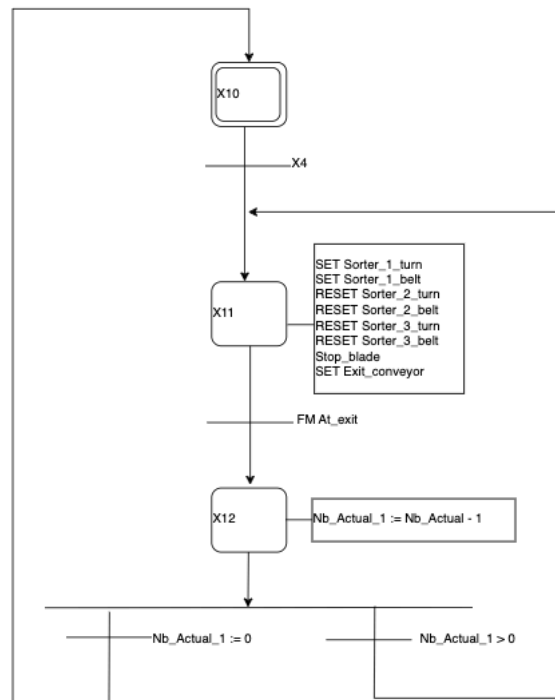 X10
X4
SET Sorter_1_turn
SET Sorter_1_belt
RESET Sorter_2_turn
RESET Sorter_2_belt
RESET Sorter_3_turn
RESET Sorter_3_belt
Stop_blade
SET Exit_conveyor
X11
FM At_exit
X12
Nb_Actual_1 := Nb_Actual - 1
Nb_Actual_1 := 0
Nb_Actual_1 > 0